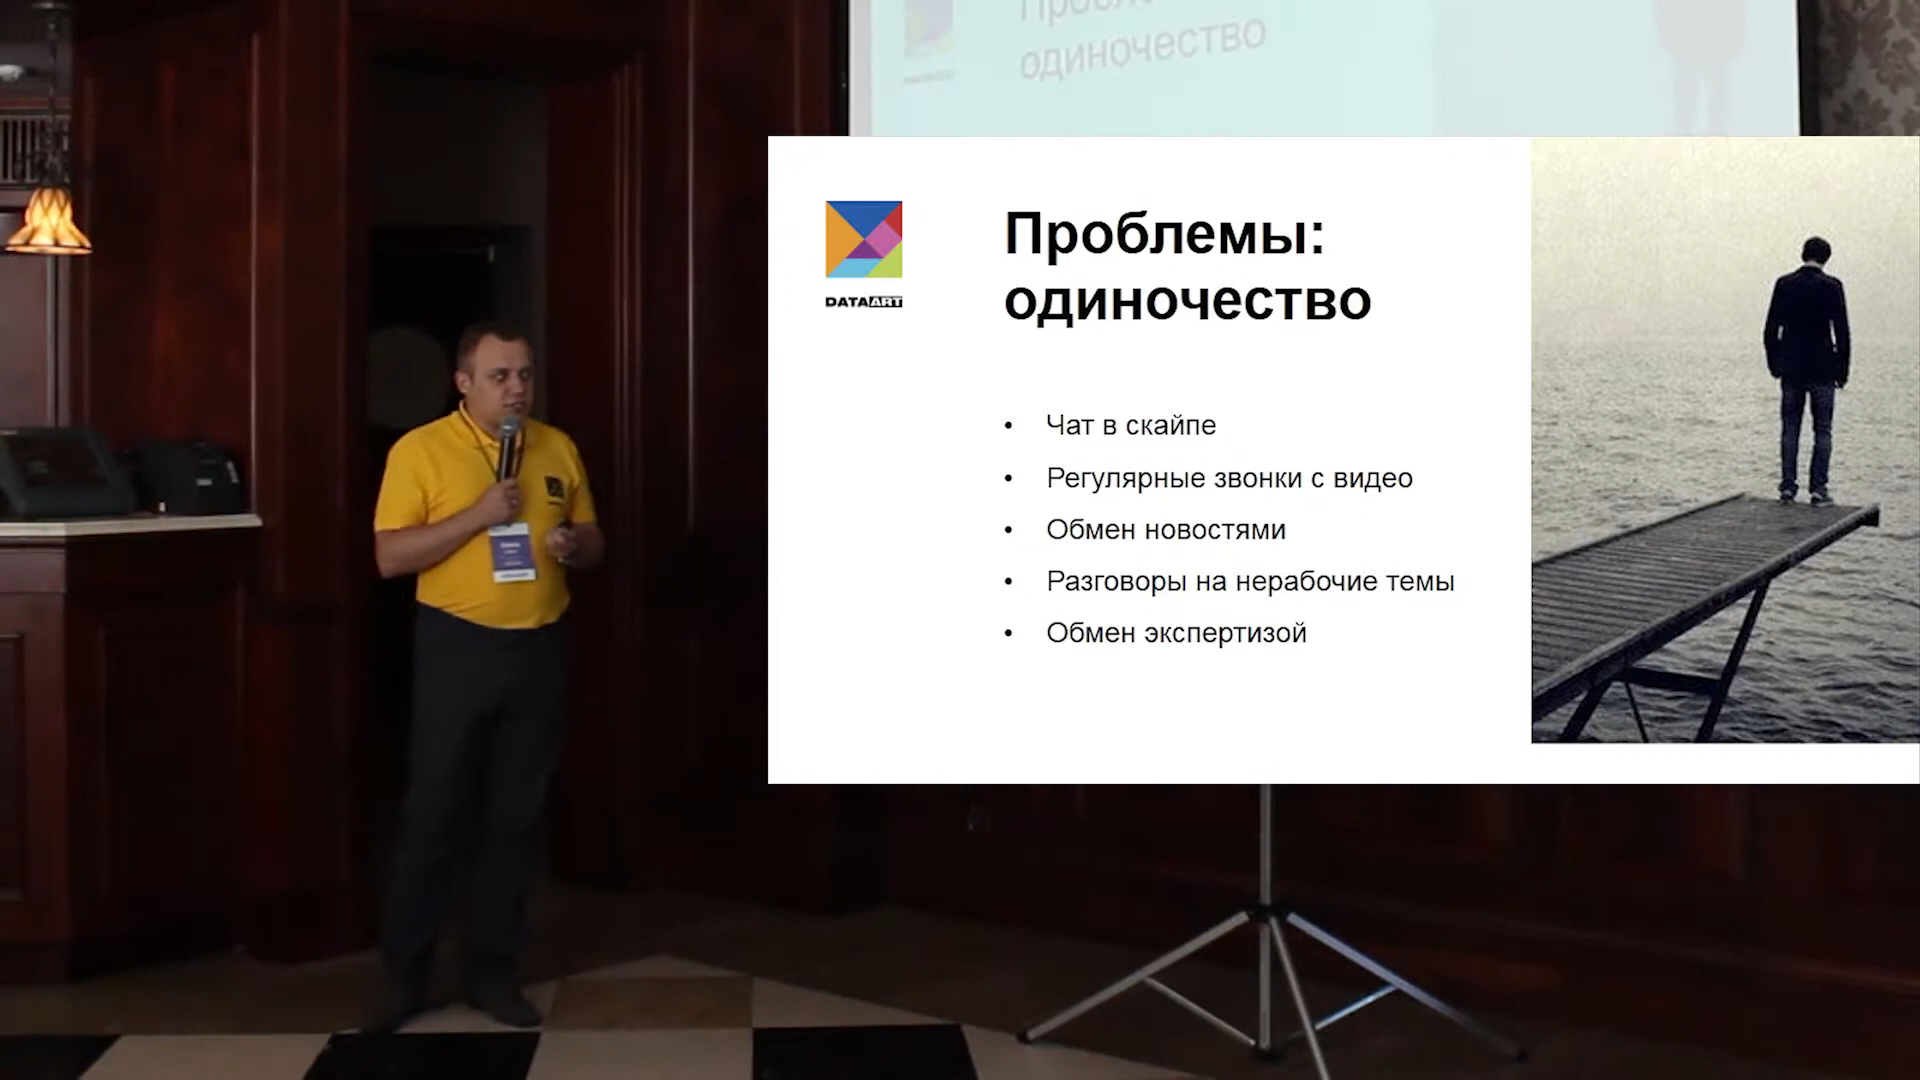 одиночество
DATAART
Проблемы:
одиночество
• Чат в скайпе
• Регулярные звонки с видео
• Обмен новостями
• Разговоры на нерабочие темы
• Обмен экспертизой